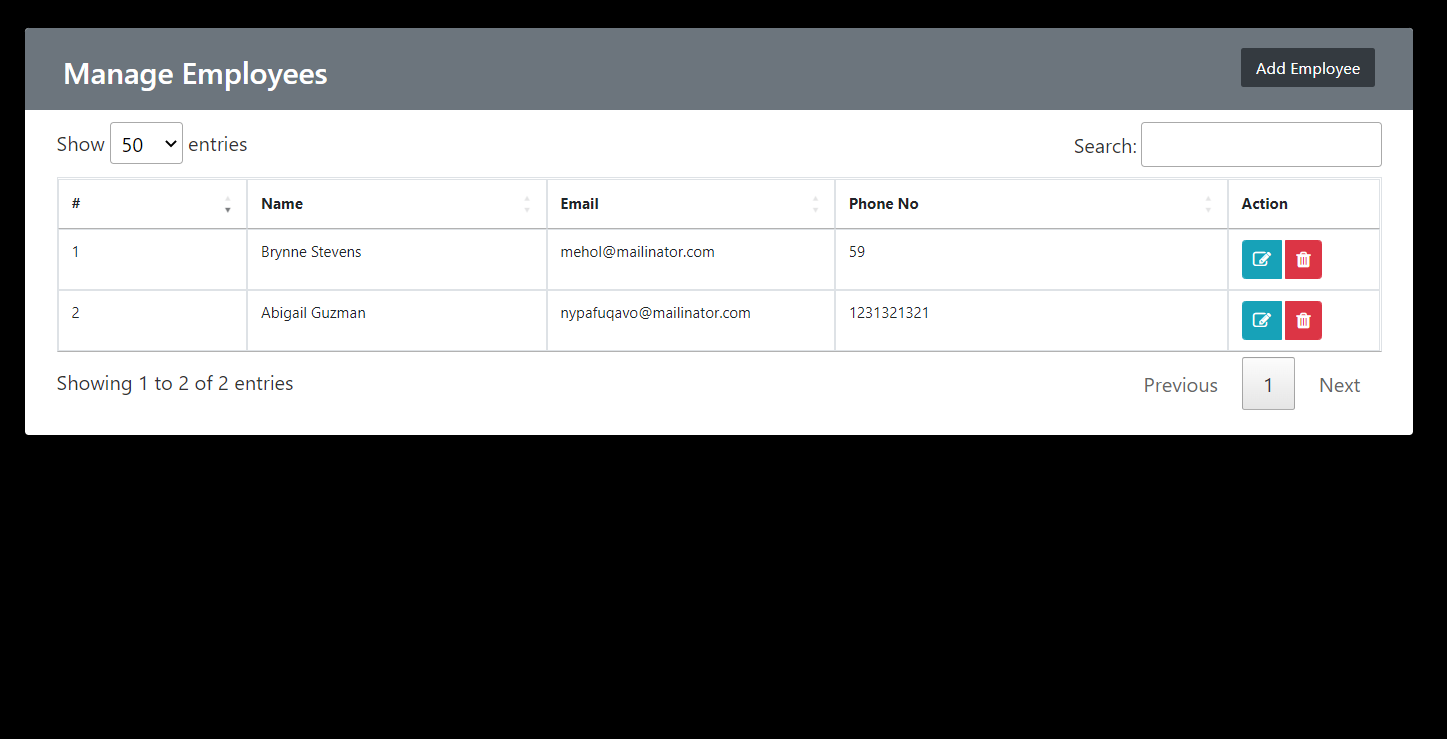 Manage Employees
Add Employee
Show 50 entries
Search:
# Name Email Phone No Action
1 Brynne Stevens mehol@mailinator.com 59
2 Abigail Guzman nypafuqavo@mailinator.com 1231321321
Showing 1 to 2 of 2 entries
Previous 1 Next